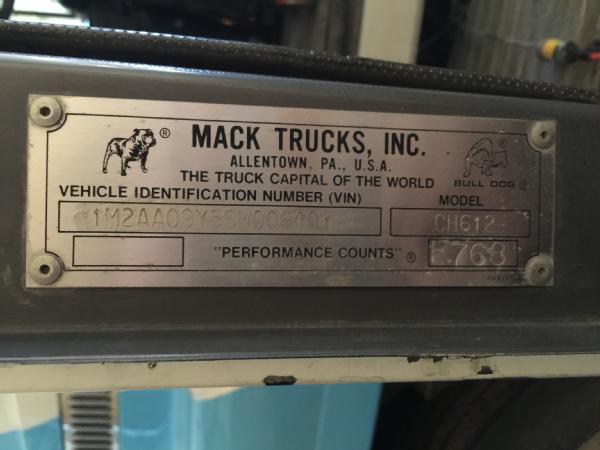 MACK TRUCKS, INC.
ALLENTOWN, PA., U.S.A.
THE TRUCK CAPITAL OF THE WORLD
BULL DOG ®
VEHICLE IDENTIFICATION NUMBER (VIN)
MODEL
CH612
"PERFORMANCE COUNTS" ®
E768